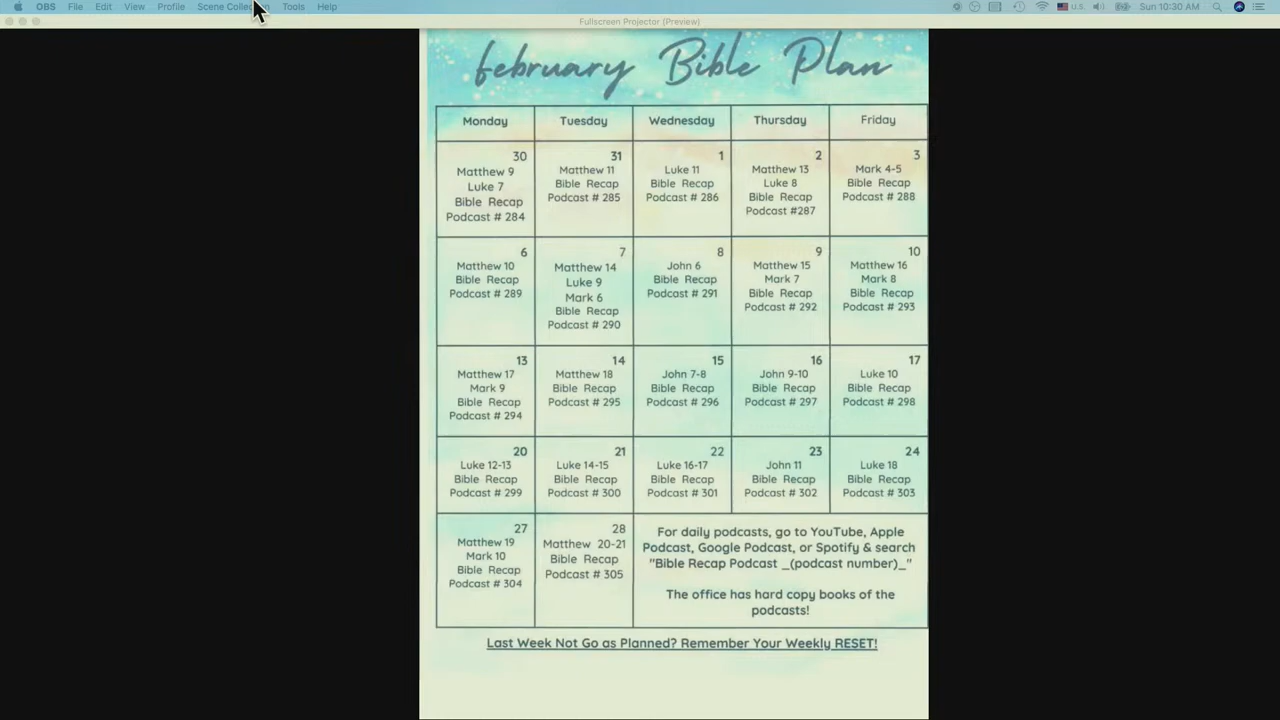 OBS File Edit View Profile Scene Tools Help U.S. Sun 10:30 AM
Fullscreen Projector (Preview)
february Bible Plan
Monday Tuesday Wednesday Thursday Friday
30
Matthew 9
Luke 7
Bible Recap
Podcast # 284
31
Matthew 11
Bible Recap
Podcast # 285
1
Luke 11
Bible Recap
Podcast # 286
2
Matthew 13
Luke 8
Bible Recap
Podcast #287
3
Mark 4-5
Bible Recap
Podcast # 288
6
Matthew 10
Bible Recap
Podcast # 289
7
Matthew 14
Luke 9
Mark 6
Bible Recap
Podcast # 290
8
John 6
Bible Recap
Podcast # 291
9
Matthew 15
Mark 7
Bible Recap
Podcast # 292
10
Matthew 16
Mark 8
Bible Recap
Podcast # 293
13
Matthew 17
Mark 9
Bible Recap
Podcast # 294
14
Matthew 18
Bible Recap
Podcast # 295
15
John 7-8
Bible Recap
Podcast # 296
16
John 9-10
Bible Recap
Podcast # 297
17
Luke 10
Bible Recap
Podcast # 298
20
Luke 12-13
Bible Recap
Podcast # 299
21
Luke 14-15
Bible Recap
Podcast # 300
22
Luke 16-17
Bible Recap
Podcast # 301
23
John 11
Bible Recap
Podcast # 302
24
Luke 18
Bible Recap
Podcast # 303
27
Matthew 19
Mark 10
Bible Recap
Podcast # 304
28
Matthew 20-21
Bible Recap
Podcast # 305
For daily podcasts, go to YouTube, Apple
Podcast, Google Podcast, or Spotify & search
"Bible Recap Podcast _(podcast number)_"
The office has hard copy books of the
podcasts!
Last Week Not Go as Planned? Remember Your Weekly RESET!